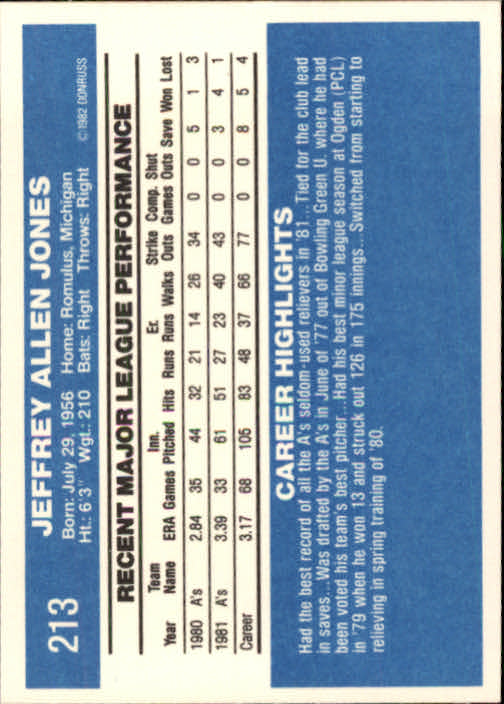 213
JEFFREY ALLEN JONES
Born: July 29, 1956 Home: Romulus, Michigan
Ht.: 6'3" Wgt.: 210 Bats: Right Throws: Right © 1982 DONRUSS
RECENT MAJOR LEAGUE PERFORMANCE
Year Team Name ERA Games Inn. Pitched Hits Runs Er. Runs Walks Strike Outs Comp. Games Shut Outs Save Won Lost
1980 A's 2.84 35 44 32 21 14 26 34 0 0 5 1 3
1981 A's 3.39 33 61 51 27 23 40 43 0 0 3 4 1
Career 3.17 68 105 83 48 37 66 77 0 0 8 5 4
CAREER HIGHLIGHTS
Had the best record of all the A's seldom-used relievers in '81...Tied for the club lead
in saves...Was drafted by the A's in June of '77 out of Bowling Green U. where he had
been voted his team's best pitcher...Had his best minor league season at Ogden (PCL)
in '79 when he won 13 and struck out 126 in 175 innings...Switched from starting to
relieving in spring training of '80.